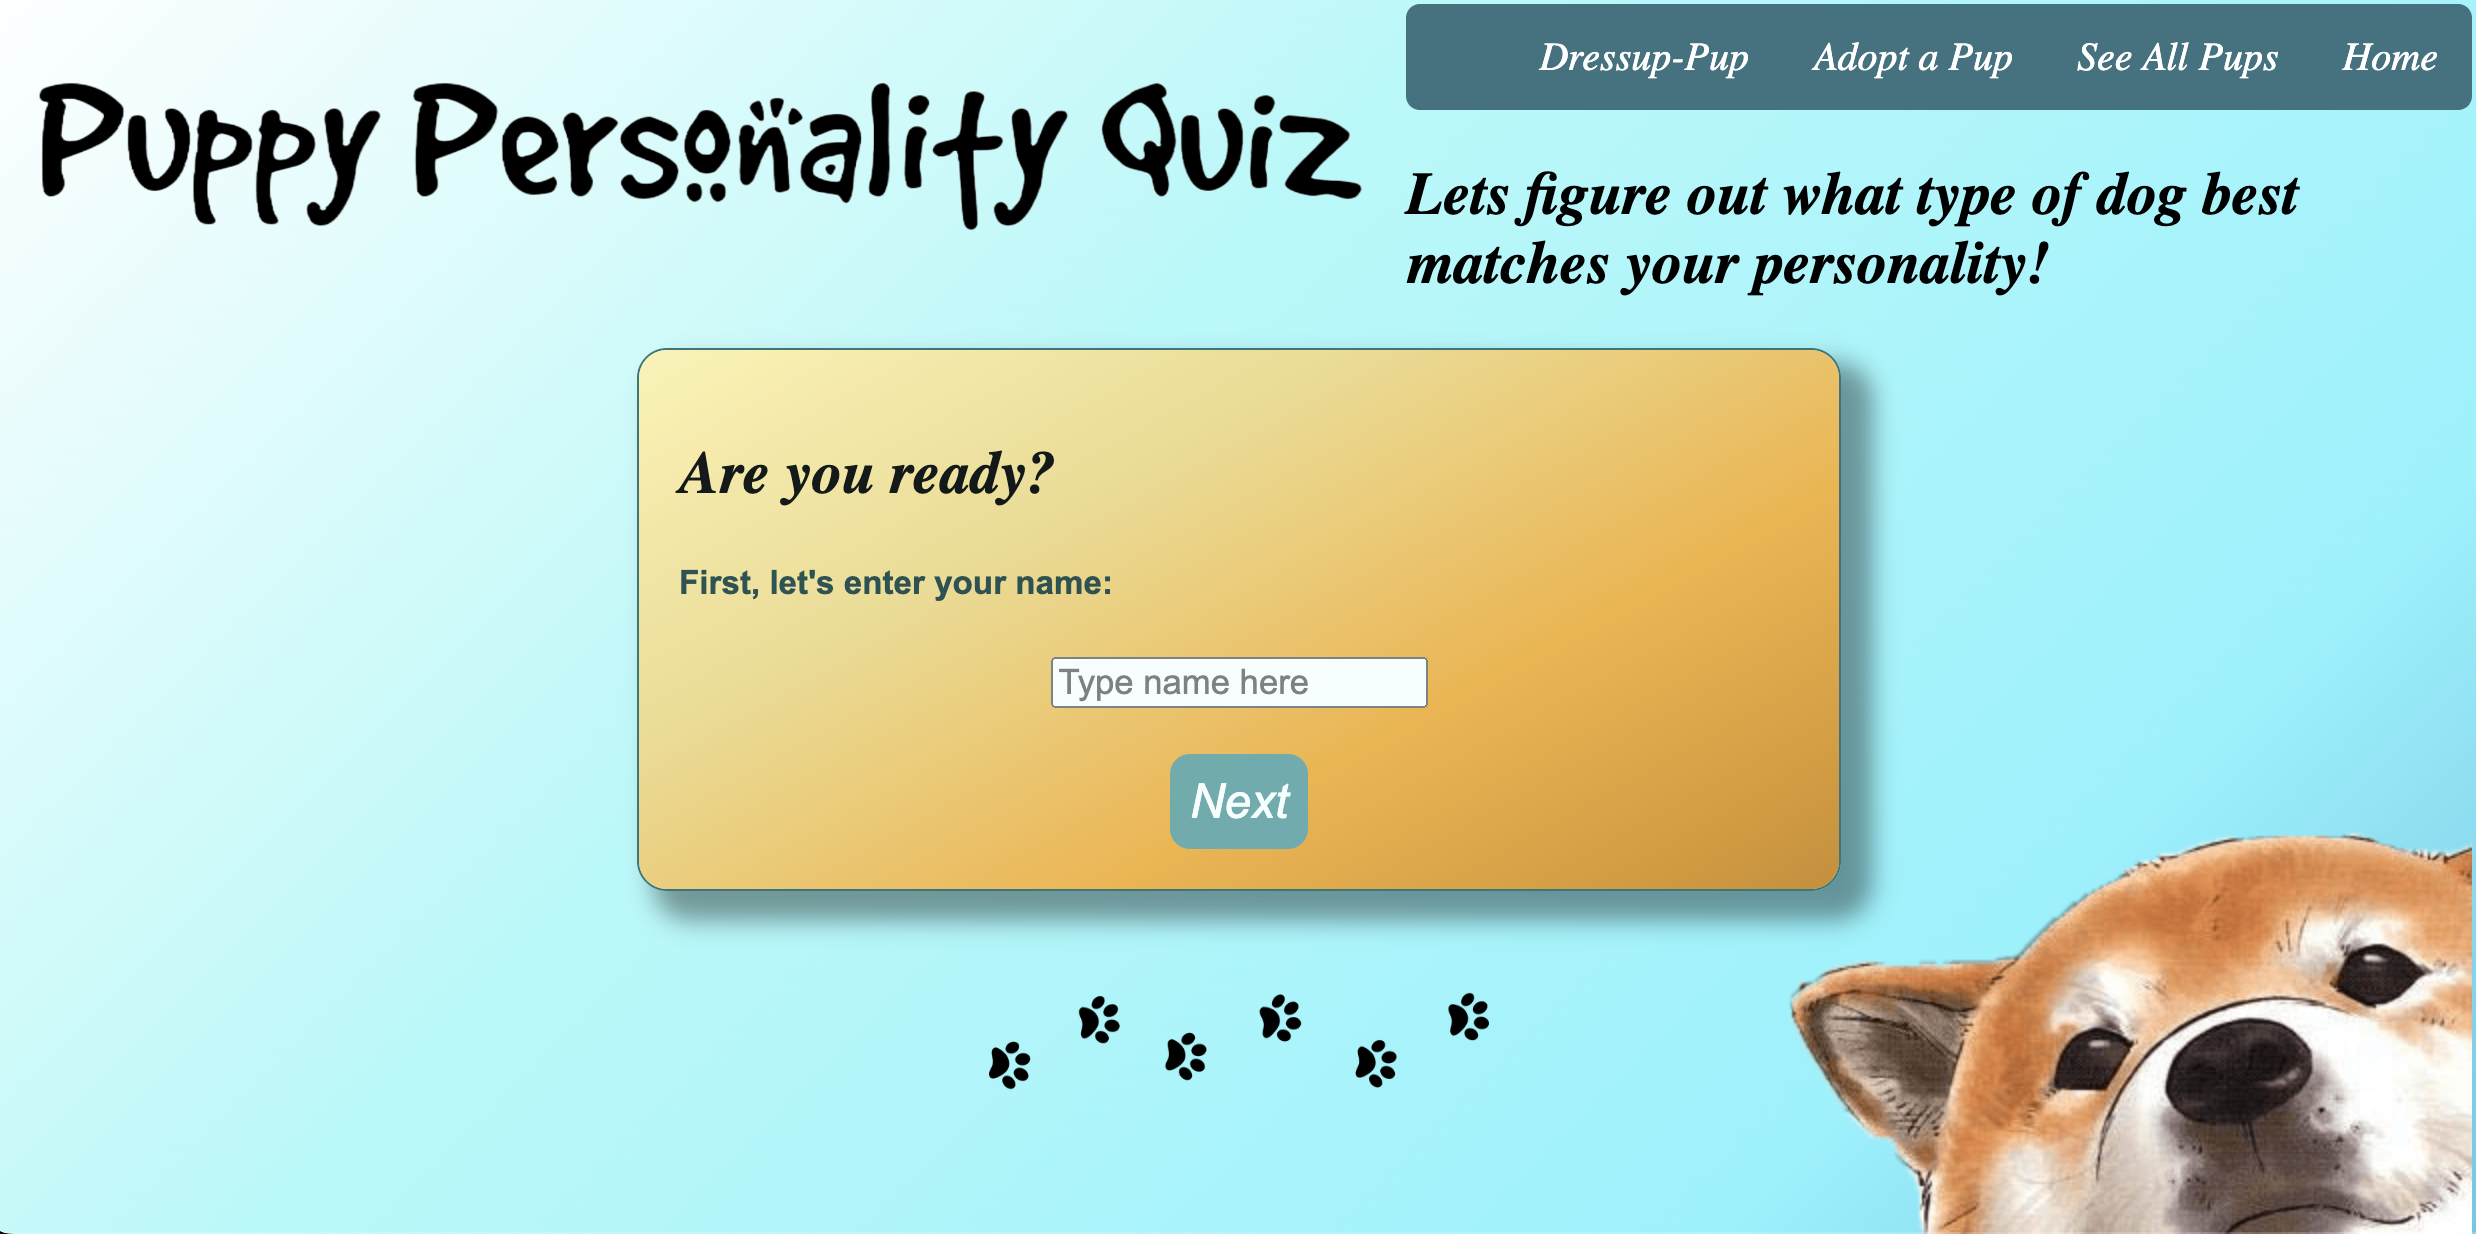 Puppy Personality Quiz
Dressup-Pup Adopt a Pup See All Pups Home
Lets figure out what type of dog best
matches your personality!
Are you ready?
First, let's enter your name:
Type name here
Next